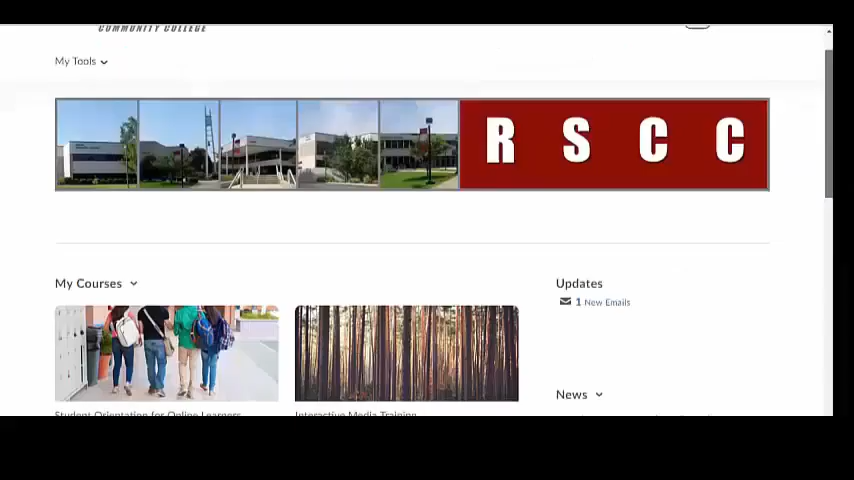 COMMUNITY COLLEGE
My Tools
R S C C
My Courses
Updates
1 New Emails
Student Orientation for Online Learners
Interactive Media Training
News